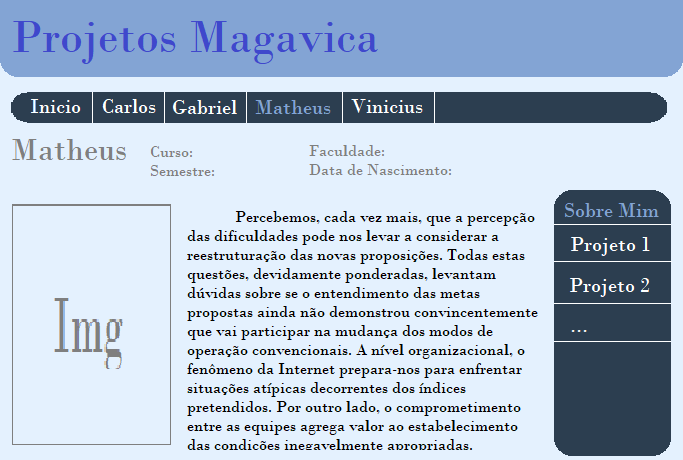 Projetos Magavica
Inicio Carlos Gabriel Matheus Vinicius
Matheus
Curso:
Semestre:
Faculdade:
Data de Nascimento:
Img
Percebemos, cada vez mais, que a percepção
das dificuldades pode nos levar a considerar a
reestruturação das novas proposições. Todas estas
questões, devidamente ponderadas, levantam
dúvidas sobre se o entendimento das metas
propostas ainda não demonstrou convincentemente
que vai participar na mudança dos modos de
operação convencionais. A nível organizacional, o
fenômeno da Internet prepara-nos para enfrentar
situações atípicas decorrentes dos índices
pretendidos. Por outro lado, o comprometimento
entre as equipes agrega valor ao estabelecimento
das condições inegavelmente apropriadas.
Sobre Mim
Projeto 1
Projeto 2
...